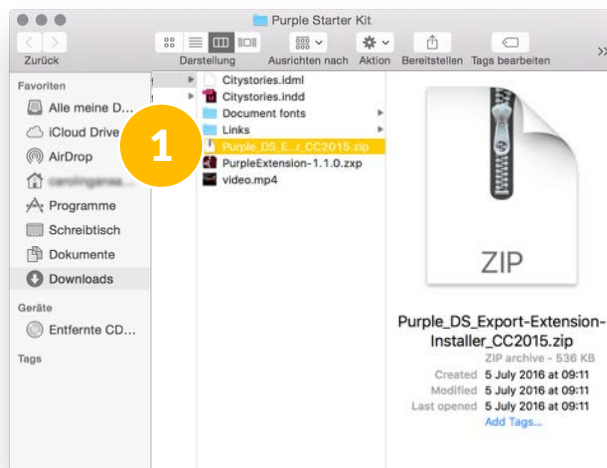 Purple Starter Kit
Zurück
Darstellung
Ausrichten nach
Aktion
Bereitstellen
Tags bearbeiten
Favoriten
Alle meine D...
iCloud Drive
AirDrop
Programme
Schreibtisch
Dokumente
Downloads
Geräte
Entfernte CD...
Tags
1
Citystories.idml
Citystories.indd
Document fonts
Links
Purple_DS_E...r_CC2015.zip
PurpleExtension-1.1.0.zxp
video.mp4
ZIP
Purple_DS_Export-Extension-
Installer_CC2015.zip
ZIP archive - 536 KB
Created 5 July 2016 at 09:11
Modified 5 July 2016 at 09:11
Last opened 5 July 2016 at 09:11
Add Tags...